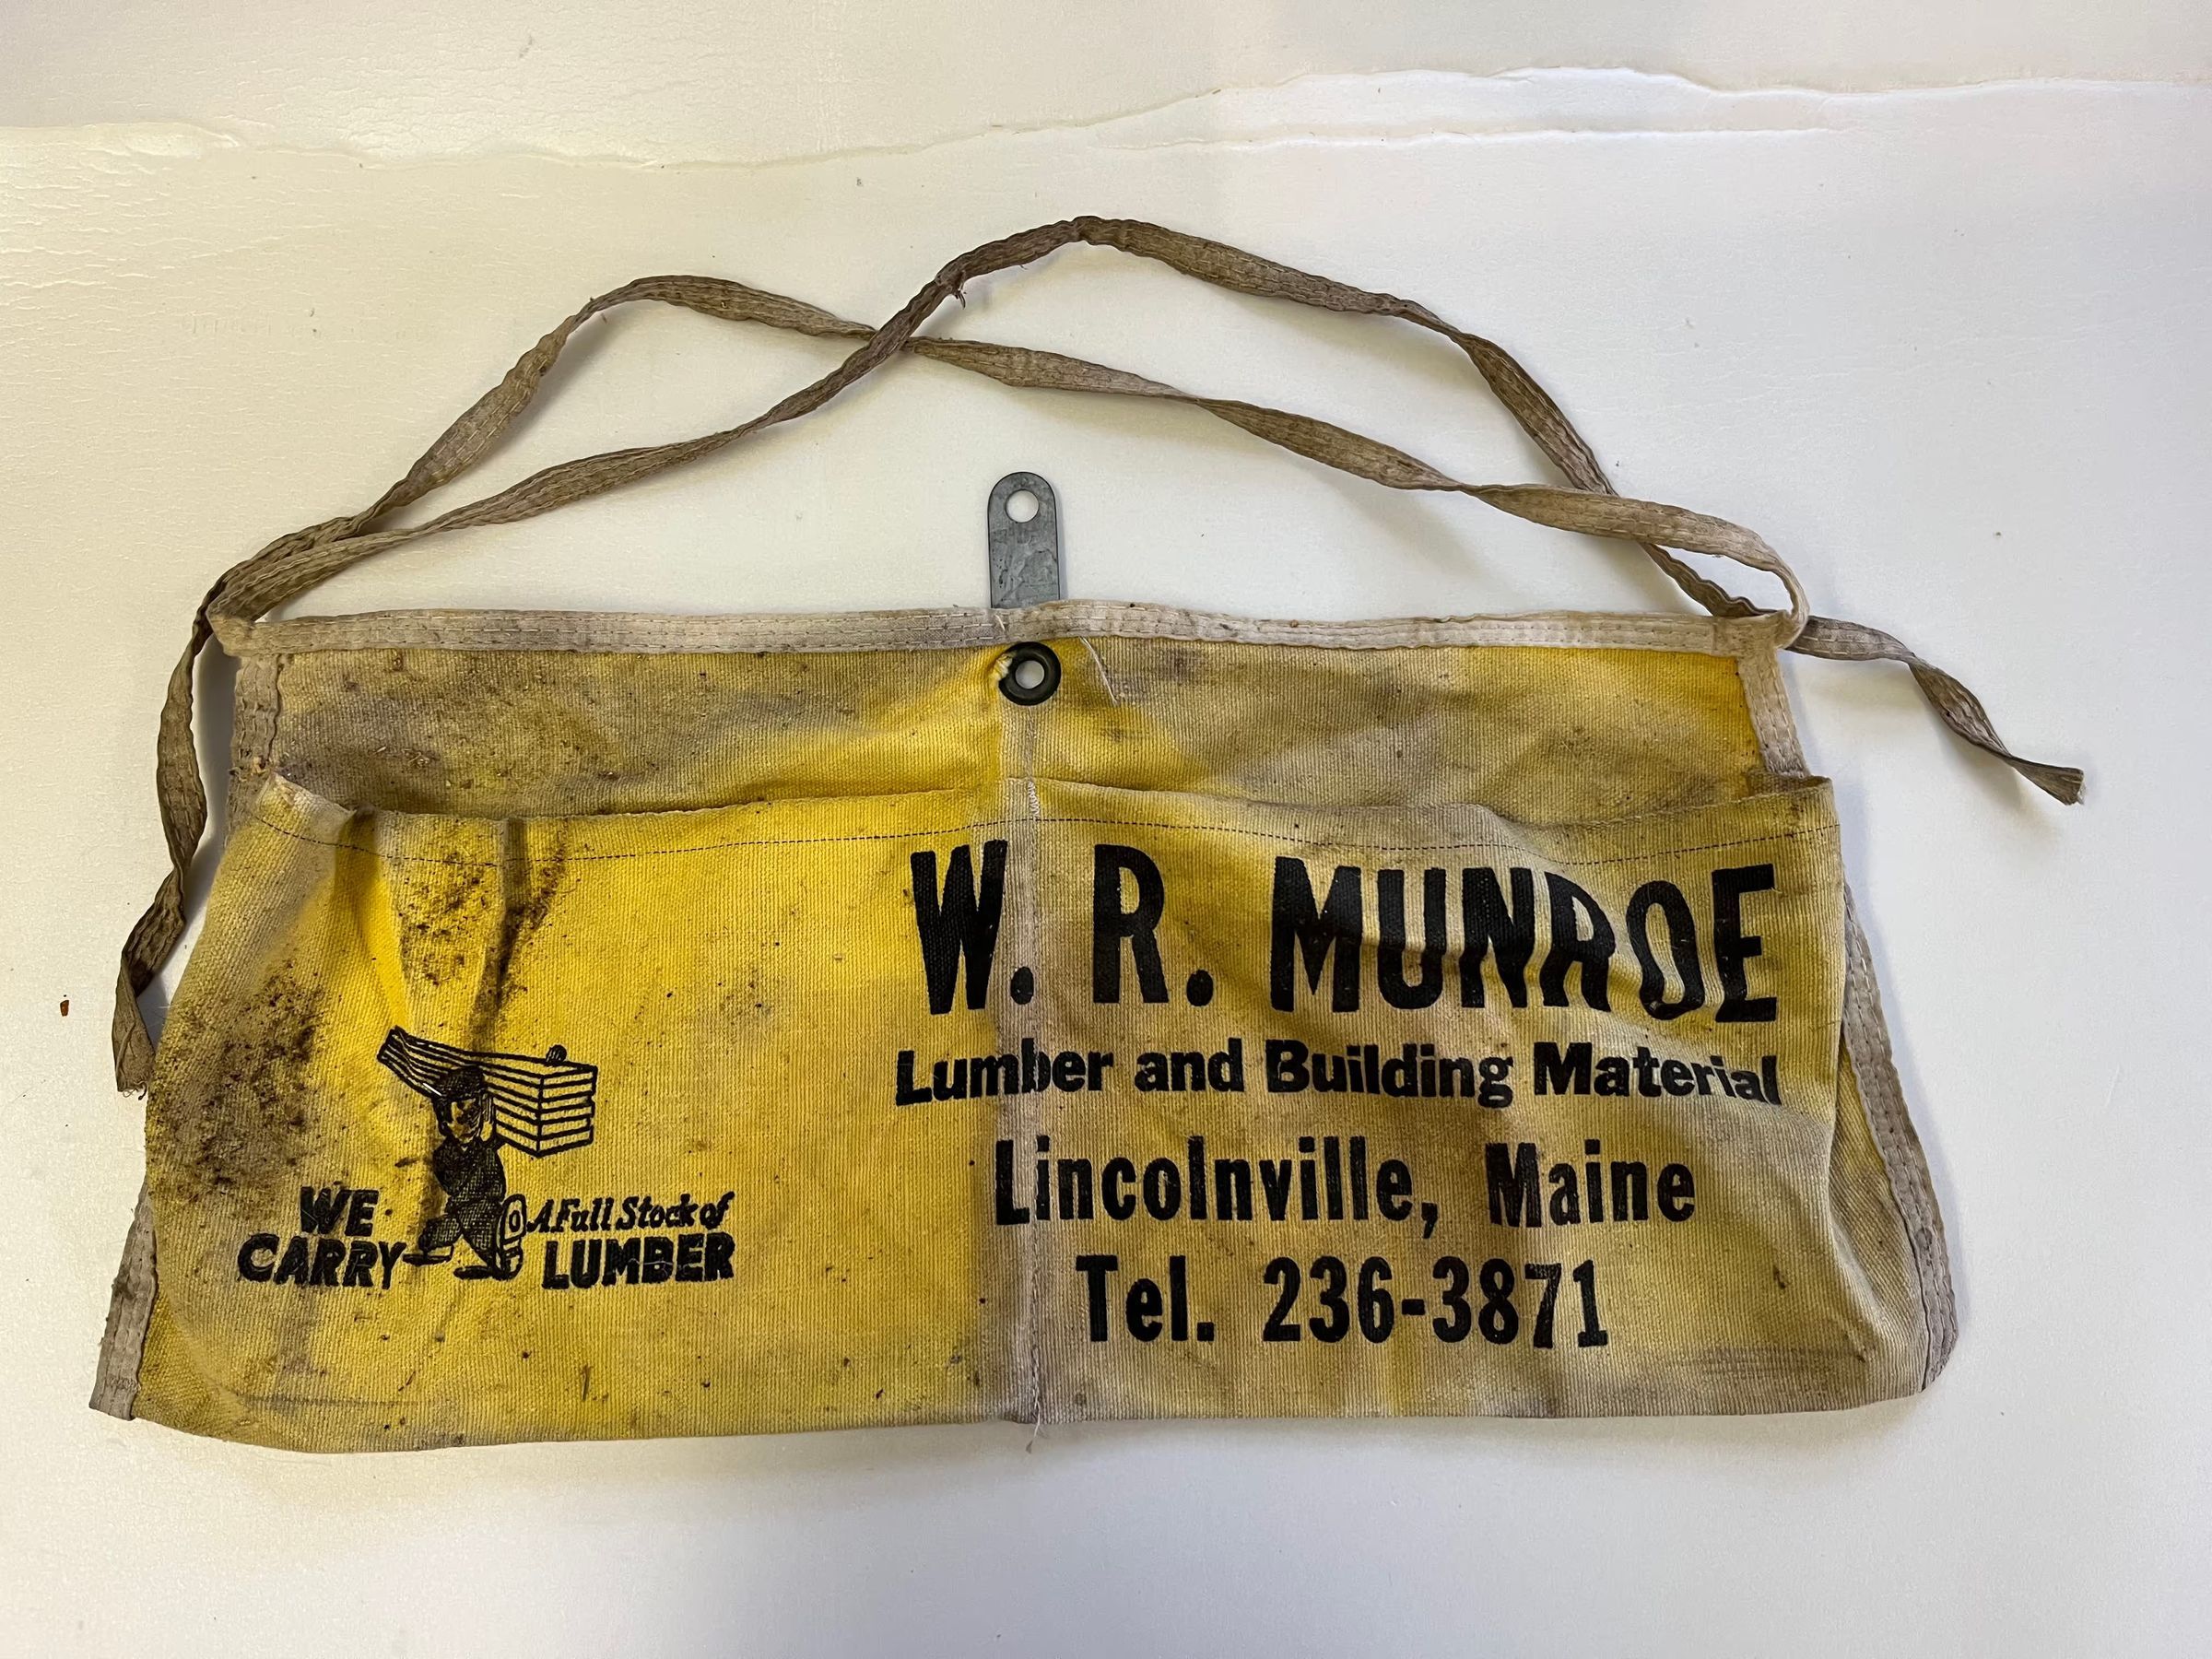 W. R. MUNROE
Lumber and Building Material
Lincolnville, Maine
Tel. 236-3871
WE
CARRY
A Full Stock of
LUMBER